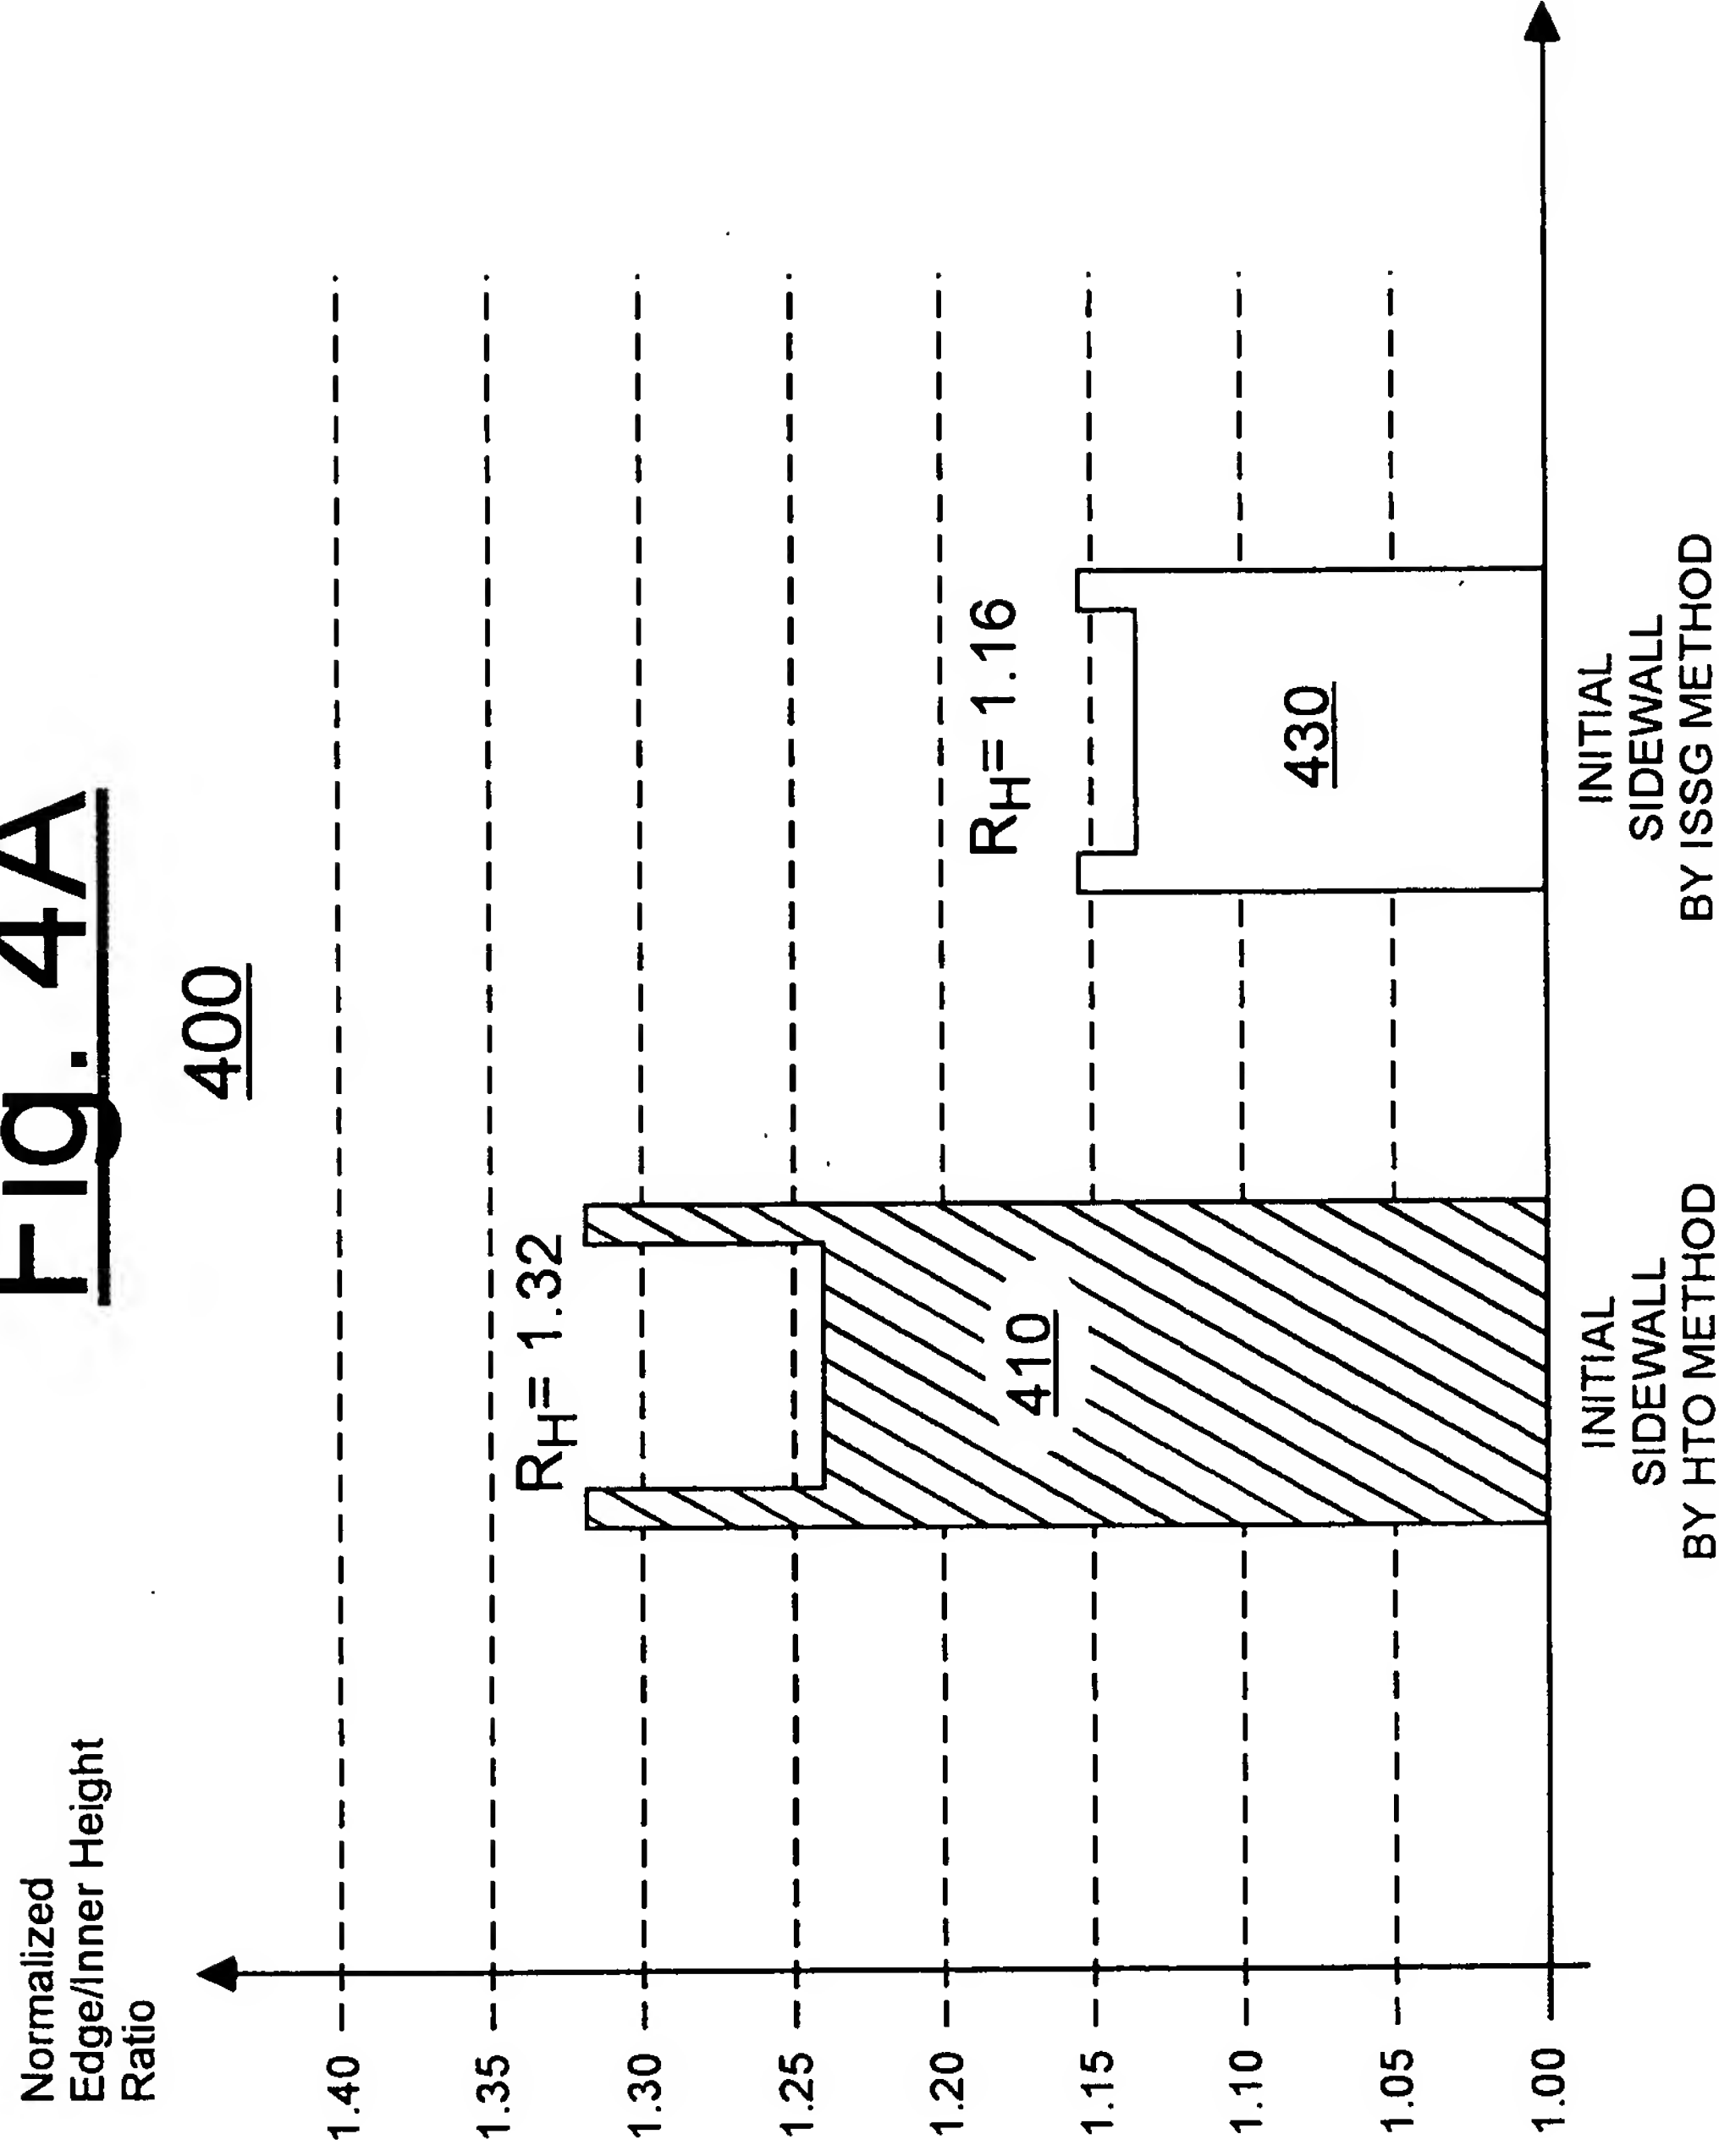 Fig. 4A
400
Normalized
Edge/Inner Height
Ratio
1.40
1.35
1.30
1.25
1.20
1.15
1.10
1.05
1.00
RH= 1.32
410
RH= 1.16
430
INITIAL
SIDEWALL
BY HTO METHOD
INITIAL
SIDEWALL
BY ISSG METHOD